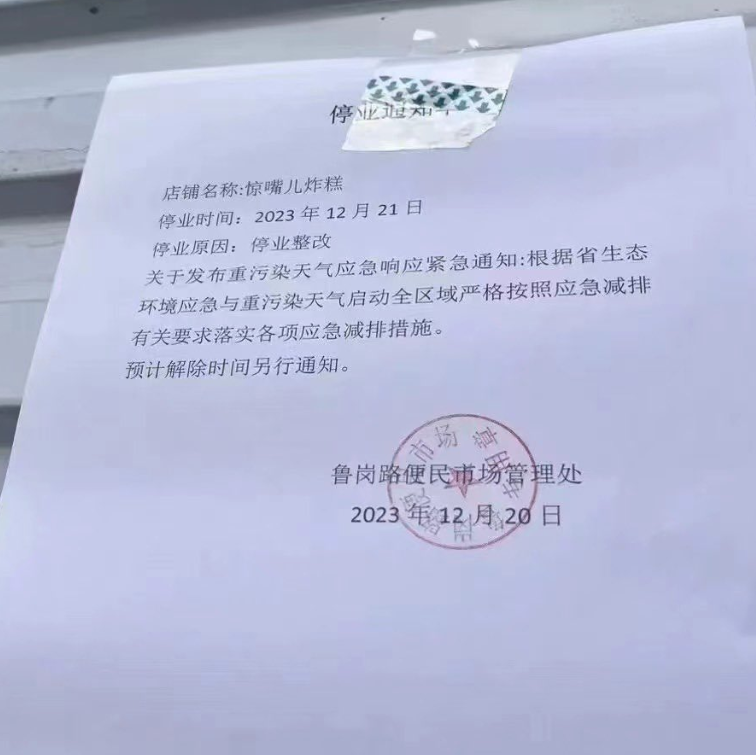 停业通知
店铺名称:惊嘴儿炸糕
停业时间：2023 年 12 月 21 日
停业原因：停业整改
关于发布重污染天气应急响应紧急通知:根据省生态
环境应急与重污染天气启动全区域严格按照应急减排
有关要求落实各项应急减排措施。
预计解除时间另行通知。
鲁岗路便民市场管理处
2023 年 12 月 20 日